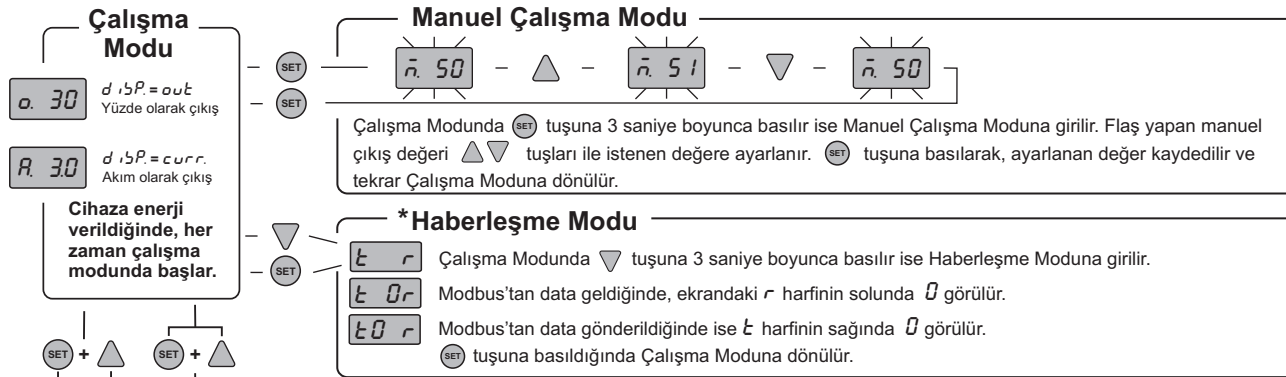 Çalışma
Modu
o. 30
disP. = out
Yüzde olarak çıkış
A. 3.0
disP. = curr.
Akım olarak çıkış
Cihaza enerji
verildiğinde, her
zaman çalışma
modunda başlar.
SET + SET +
SET
SET
Manuel Çalışma Modu
n. 50 – – n. 51 – – n. 50
Çalışma Modunda SET tuşuna 3 saniye boyunca basılır ise Manuel Çalışma Moduna girilir. Flaş yapan manuel
çıkış değeri tuşları ile istenen değere ayarlanır. SET tuşuna basılarak, ayarlanan değer kaydedilir ve
tekrar Çalışma Moduna dönülür.
SET
*Haberleşme Modu
t r Çalışma Modunda tuşuna 3 saniye boyunca basılır ise Haberleşme Moduna girilir.
t 0r Modbus'tan data geldiğinde, ekrandaki r harfinin solunda 0 görülür.
t0 r Modbus'tan data gönderildiğinde ise t harfinin sağında 0 görülür.
SET tuşuna basıldığında Çalışma Moduna dönülür.